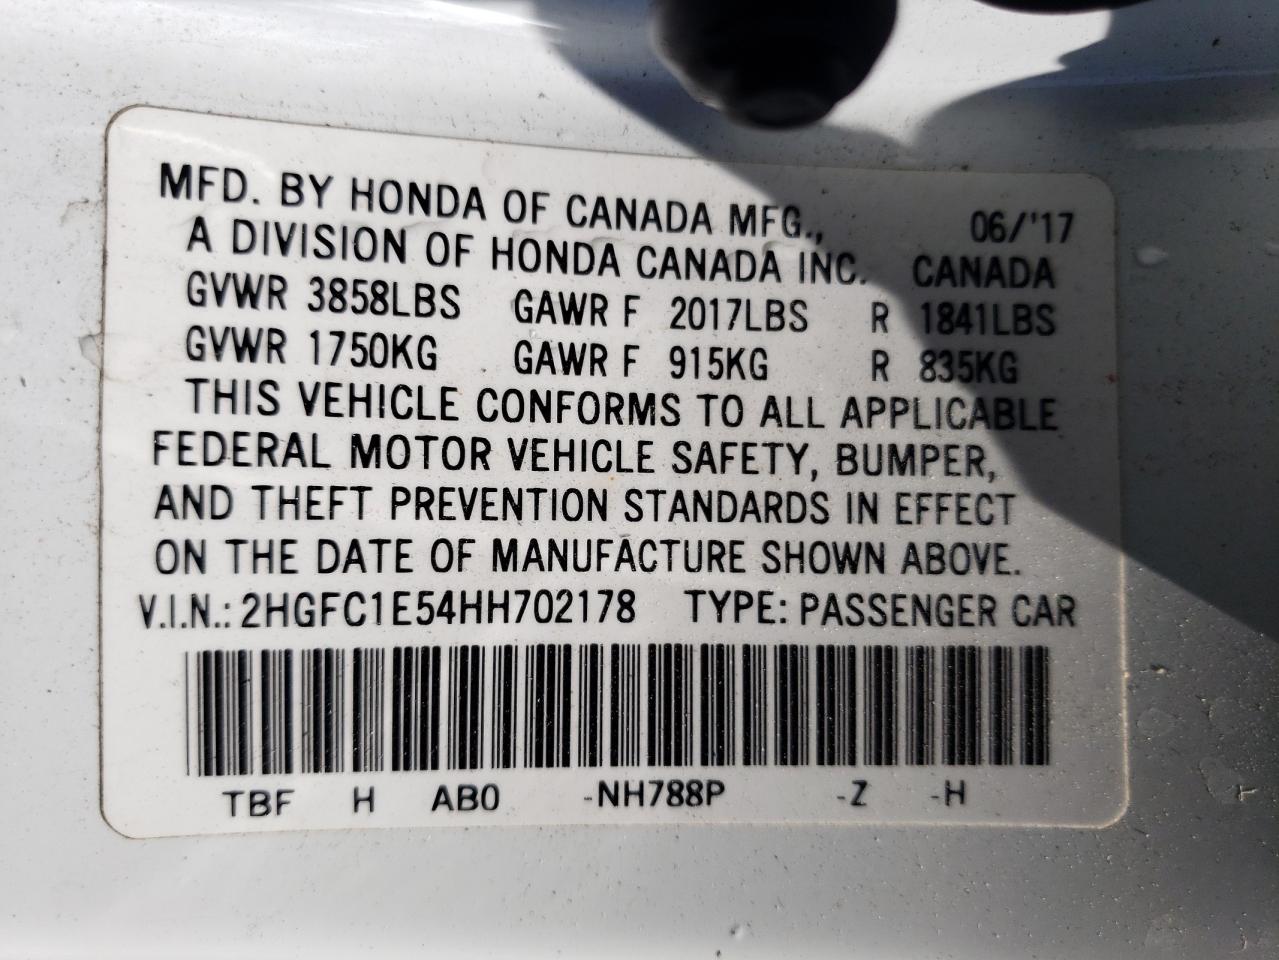 MFD. BY HONDA OF CANADA MFG., 06/'17
A DIVISION OF HONDA CANADA INC. CANADA
GVWR 3858LBS GAWR F 2017LBS R 1841LBS
GVWR 1750KG GAWR F 915KG R 835KG
THIS VEHICLE CONFORMS TO ALL APPLICABLE
FEDERAL MOTOR VEHICLE SAFETY, BUMPER,
AND THEFT PREVENTION STANDARDS IN EFFECT
ON THE DATE OF MANUFACTURE SHOWN ABOVE.
V.I.N.: 2HGFC1E54HH702178 TYPE: PASSENGER CAR
TBF H AB0 -NH788P -Z -H